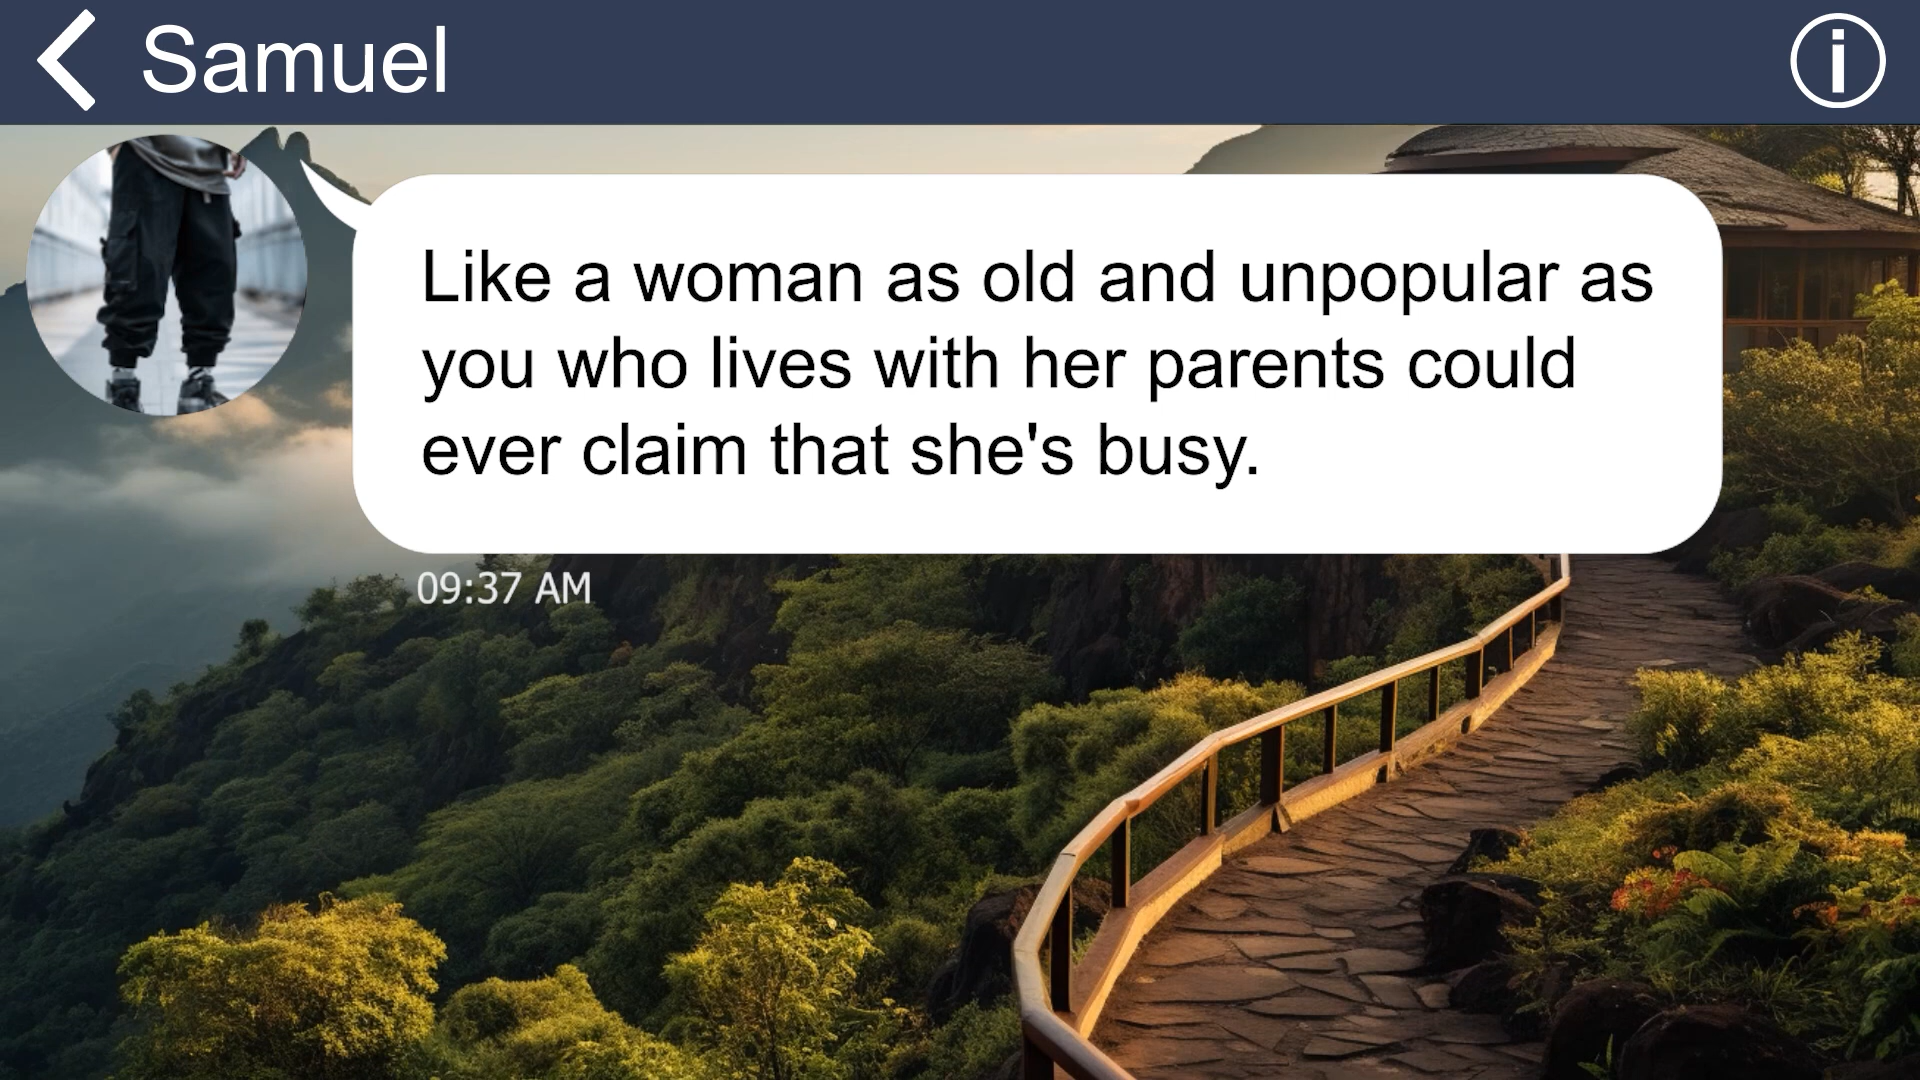 Samuel
Like a woman as old and unpopular as
you who lives with her parents could
ever claim that she's busy.
09:37 AM